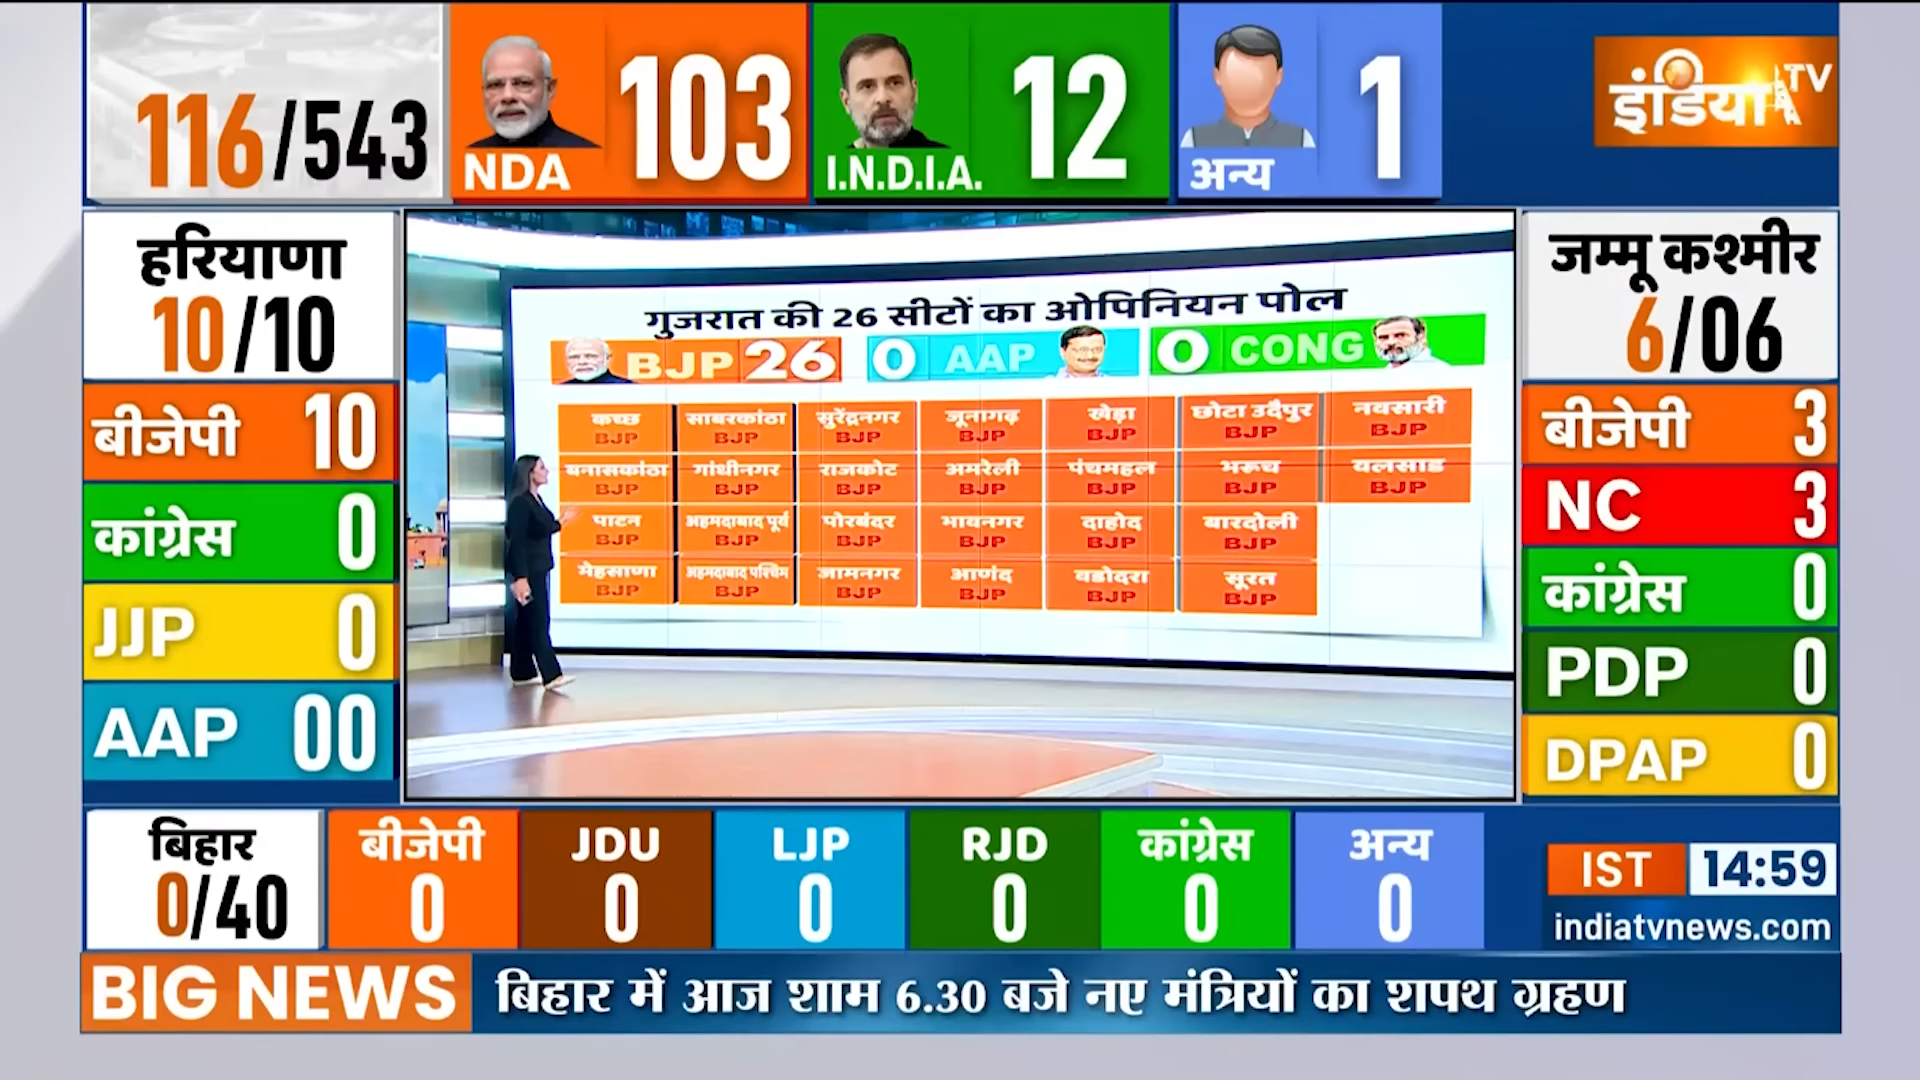 116/543
NDA 103
I.N.D.I.A. 12
अन्य 1
इंडिया TV
हरियाणा
10/10
बीजेपी 10
कांग्रेस 0
JJP 0
AAP 00
गुजरात की 26 सीटों का ओपिनियन पोल
BJP 26 0 AAP 0 CONG
कच्छ साबरकांठा सुरेंद्रनगर जूनागढ़ खेड़ा छोटा उदैपुर नवसारी
BJP BJP BJP BJP BJP BJP BJP
बनासकांठा गांधीनगर राजकोट अमरेली पंचमहल भरूच वलसाड
BJP BJP BJP BJP BJP BJP BJP
पाटन अहमदाबाद पूर्व पोरबंदर भावनगर दाहोद बारदोली
BJP BJP BJP BJP BJP BJP
मेहसाणा अहमदाबाद पश्चिम जामनगर आणंद वडोदरा सूरत
BJP BJP BJP BJP BJP BJP
जम्मू कश्मीर
6/06
बीजेपी 3
NC 3
कांग्रेस 0
PDP 0
DPAP 0
बिहार
0/40
बीजेपी JDU LJP RJD कांग्रेस अन्य
0 0 0 0 0 0
IST 14:59
indiatvnews.com
BIG NEWS बिहार में आज शाम 6.30 बजे नए मंत्रियों का शपथ ग्रहण